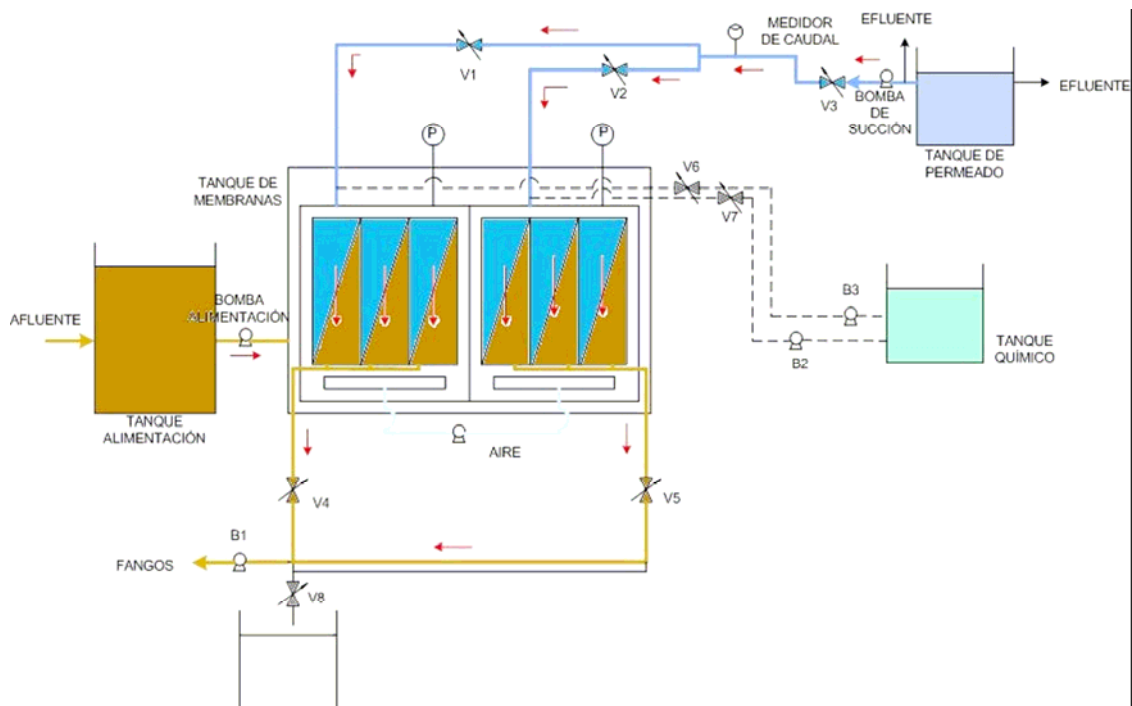 EFLUENTE
MEDIDOR
DE CAUDAL
V1
V2
V3
BOMBA
DE
SUCCIÓN
EFLUENTE
TANQUE DE
PERMEADO
P
P
TANQUE DE
MEMBRANAS
V6
V7
AFLUENTE
BOMBA
ALIMENTACIÓN
B3
B2
TANQUE
QUÍMICO
TANQUE
ALIMENTACIÓN
AIRE
V4
V5
B1
FANGOS
V8